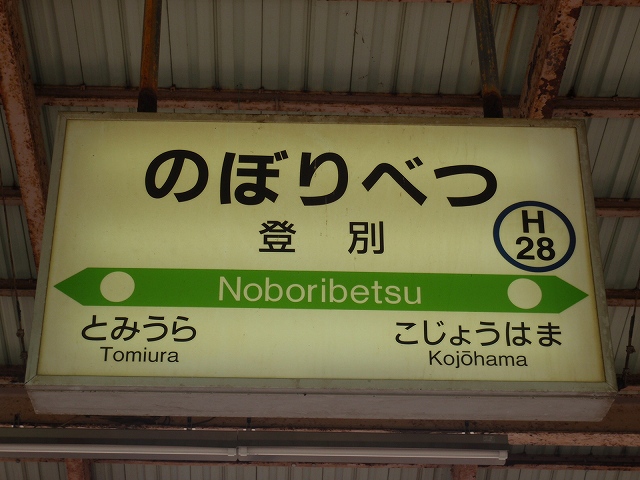 のぼりべつ
登別
H
28
Noboribetsu
とみうら
Tomiura
こじょうはま
Kojōhama